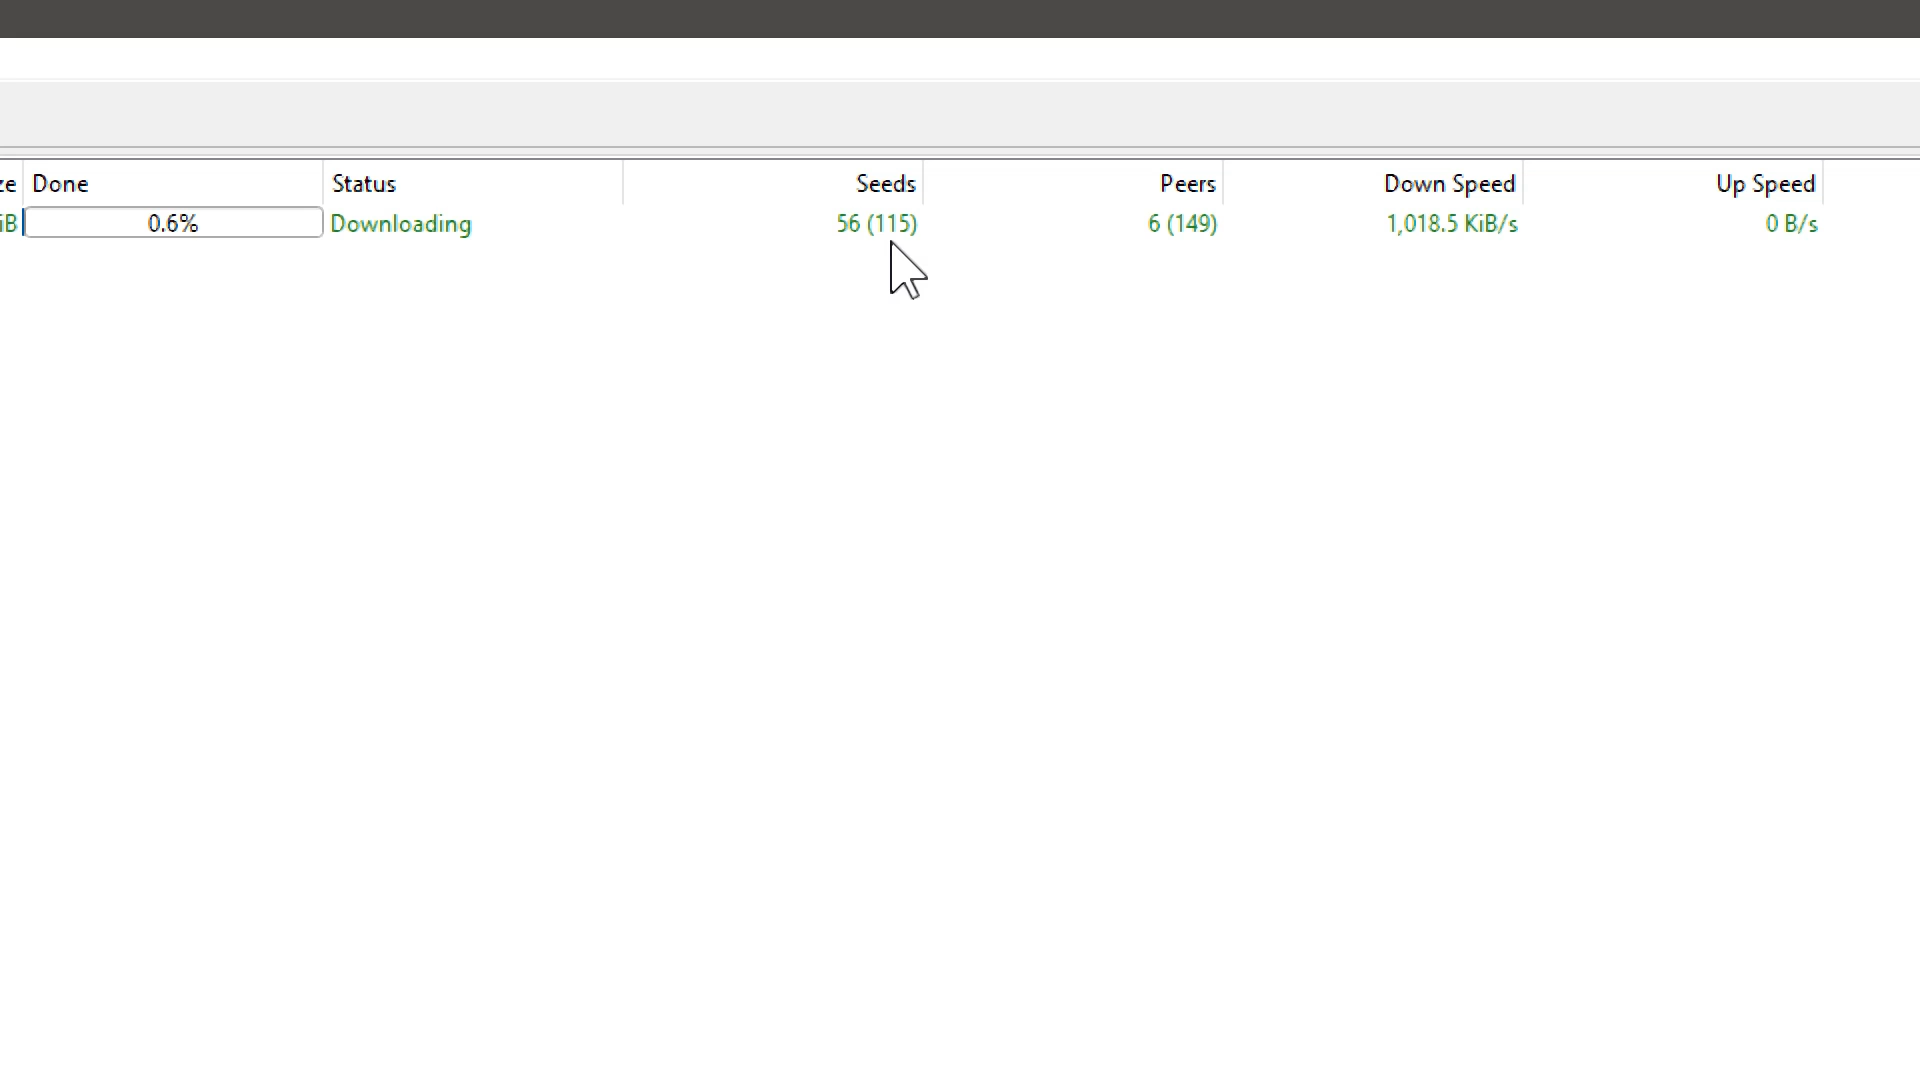 ze Done Status Seeds Peers Down Speed Up Speed
iB 0.6% Downloading 56 (115) 6 (149) 1,018.5 KiB/s 0 B/s